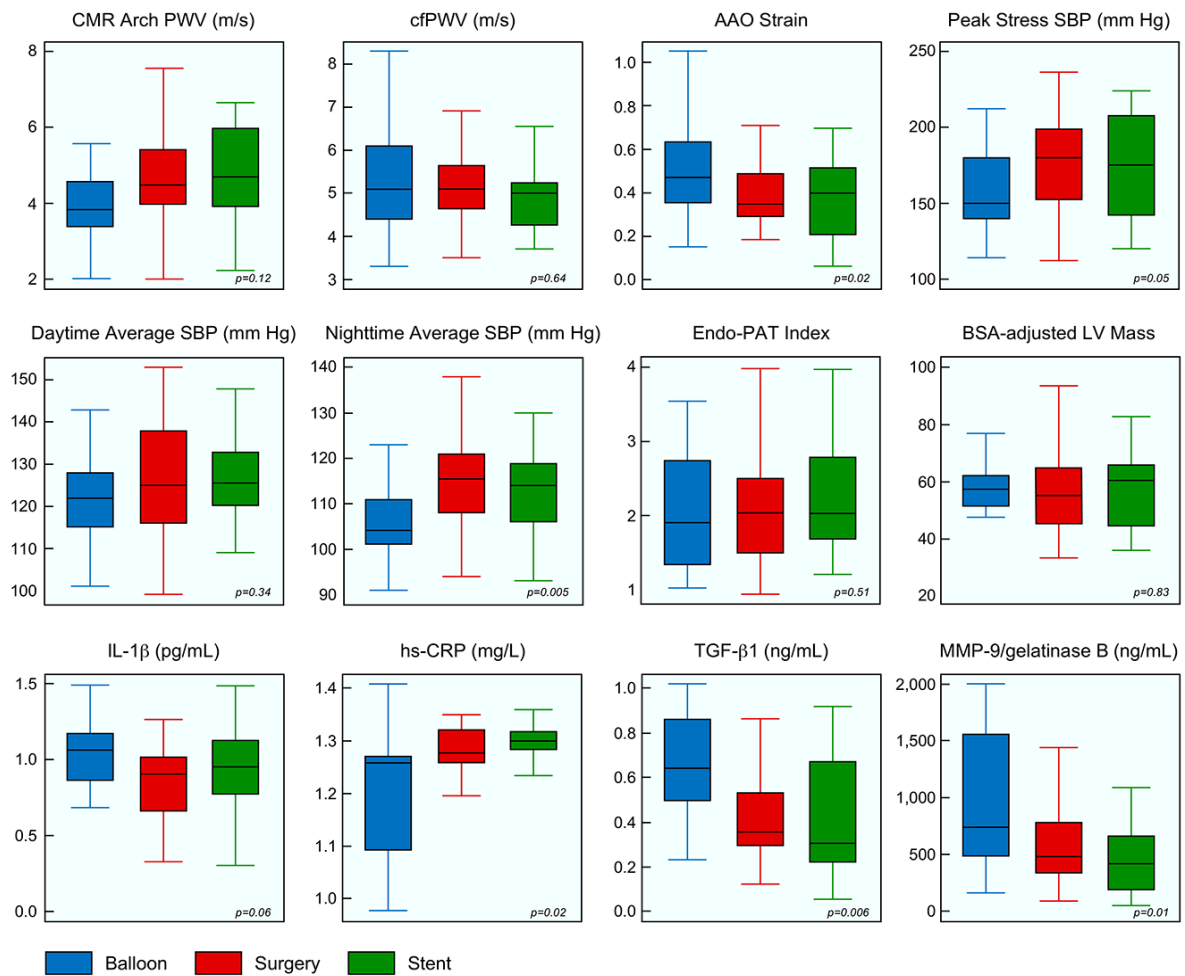 CMR Arch PWV (m/s) cfPWV (m/s) AAO Strain Peak Stress SBP (mm Hg)
8 8 1.0 250
7 0.8
6 6 0.6 200
5 0.4
4 4 0.2 150
2 3 0.0 100
p=0.12 p=0.64 p=0.02 p=0.05
Daytime Average SBP (mm Hg) Nighttime Average SBP (mm Hg) Endo-PAT Index BSA-adjusted LV Mass
150 140 4 100
140 130 3 80
130 120
120 110 2 60
110 100 40
100 90 1 20
p=0.34 p=0.005 p=0.51 p=0.83
IL-1β (pg/mL) hs-CRP (mg/L) TGF-β1 (ng/mL) MMP-9/gelatinase B (ng/mL)
1.5 1.4 1.0 2,000
1.3 0.8 1,500
1.0 1.2 0.6 1,000
0.5 1.1 0.4 500
1.0 0.2
0.0 0.0 0
p=0.06 p=0.02 p=0.006 p=0.01
Balloon Surgery Stent